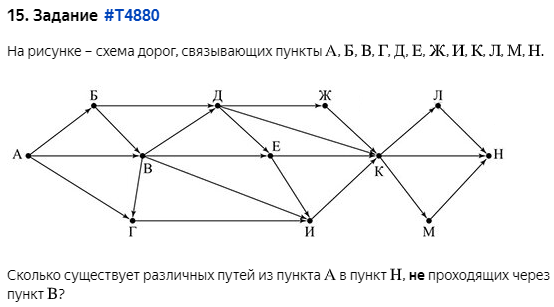 15. Задание #T4880
На рисунке – схема дорог, связывающих пункты А, Б, В, Г, Д, Е, Ж, И, К, Л, М, Н.
Б Д Ж Л
А В Е К Н
Г И М
Сколько существует различных путей из пункта А в пункт Н, не проходящих через
пункт В?